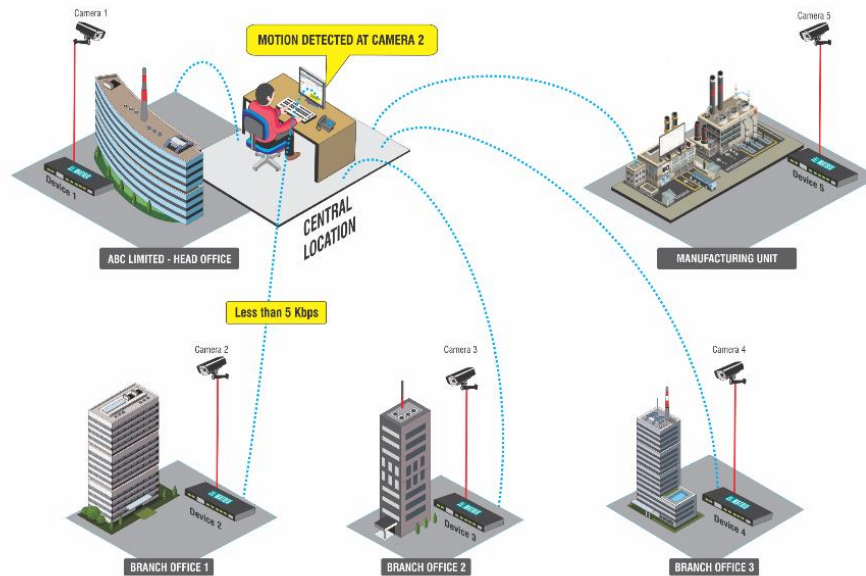 Camera 1
MOTION DETECTED AT CAMERA 2
Camera 5
Device 1
Device 5
CENTRAL
LOCATION
ABC LIMITED - HEAD OFFICE
MANUFACTURING UNIT
Less than 5 Kbps
Camera 2
Camera 3
Camera 4
Device 2
Device 3
Device 4
BRANCH OFFICE 1
BRANCH OFFICE 2
BRANCH OFFICE 3